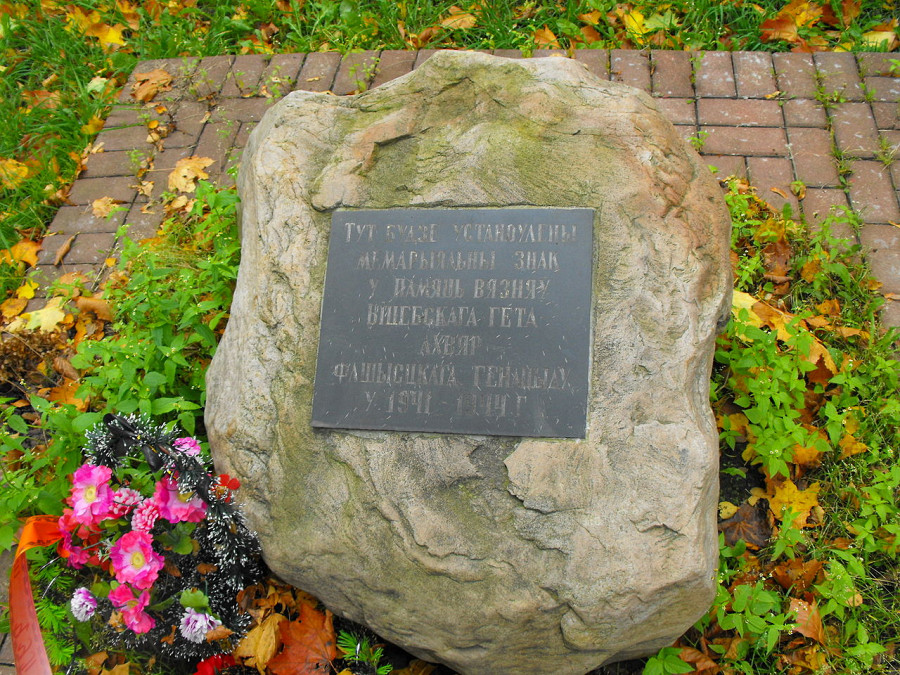 ТУТ БУДЗЕ УСТАНОЎЛЕНЫ
МЕМАРЫЯЛЬНЫ ЗНАК
У ПАМЯЦЬ ВЯЗНЯЎ
ВІЦЕБСКАГА ГЕТА
АХВЯР
ФАШЫСЦКАГА ГЕНАЦЫДУ
У 1941 - 1944 Г